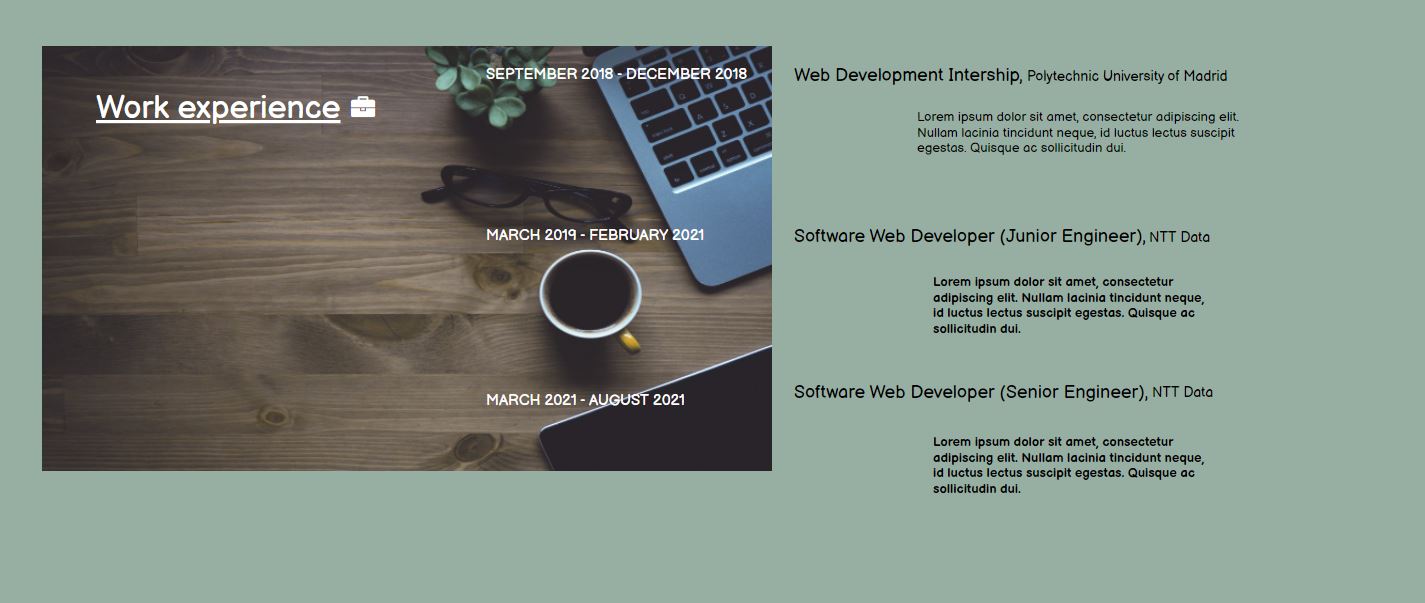 Work experience
SEPTEMBER 2018 - DECEMBER 2018
Web Development Intership, Polytechnic University of Madrid
Lorem ipsum dolor sit amet, consectetur adipiscing elit.
Nullam lacinia tincidunt neque, id luctus lectus suscipit
egestas. Quisque ac sollicitudin dui.
MARCH 2019 - FEBRUARY 2021
Software Web Developer (Junior Engineer), NTT Data
Lorem ipsum dolor sit amet, consectetur
adipiscing elit. Nullam lacinia tincidunt neque,
id luctus lectus suscipit egestas. Quisque ac
sollicitudin dui.
MARCH 2021 - AUGUST 2021
Software Web Developer (Senior Engineer), NTT Data
Lorem ipsum dolor sit amet, consectetur
adipiscing elit. Nullam lacinia tincidunt neque,
id luctus lectus suscipit egestas. Quisque ac
sollicitudin dui.